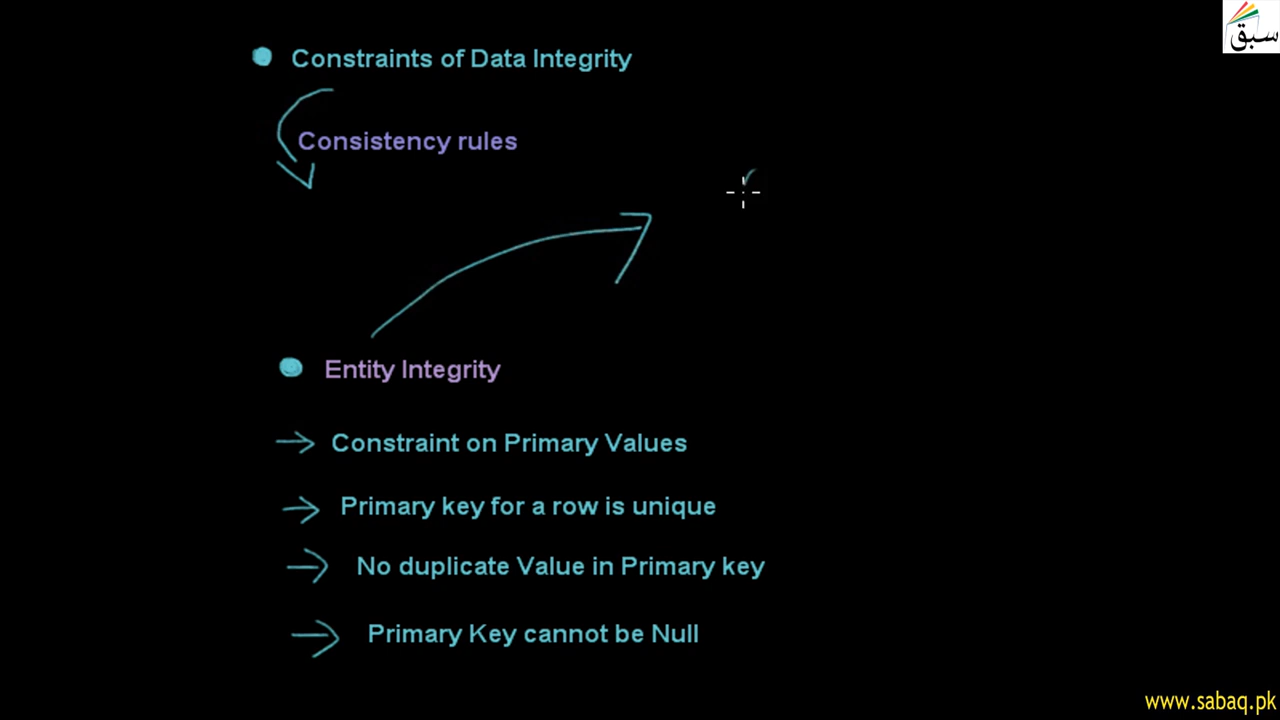 سبق
Constraints of Data Integrity
Consistency rules
Entity Integrity
Constraint on Primary Values
Primary key for a row is unique
No duplicate Value in Primary key
Primary Key cannot be Null
www.sabaq.pk